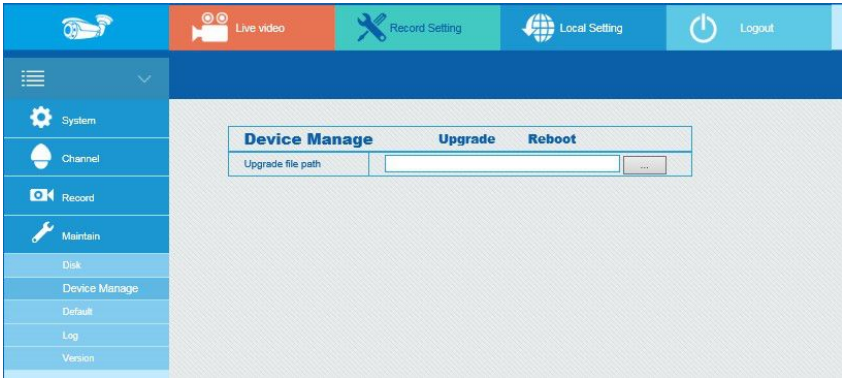 Live video Record Setting Local Setting Logout
System
Device Manage Upgrade Reboot
Upgrade file path ...
Channel
Record
Maintain
Disk
Device Manage
Default
Log
Version